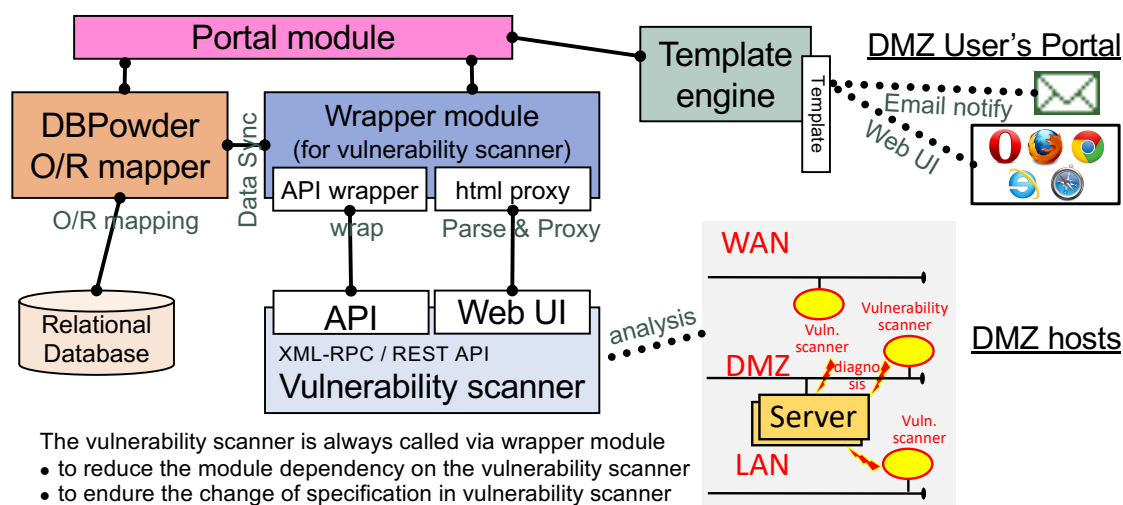 Portal module
Template
engine
Template
DMZ User's Portal
Email notify
Web UI
DBPowder
O/R mapper
Data Sync
Wrapper module
(for vulnerability scanner)
API wrapper
html proxy
O/R mapping
wrap
Parse & Proxy
Relational
Database
API
Web UI
XML-RPC / REST API
Vulnerability scanner
analysis
WAN
Vuln.
scanner
Vulnerability
scanner
DMZ
diagno-
sis
Server
Vuln.
scanner
LAN
DMZ hosts
The vulnerability scanner is always called via wrapper module
• to reduce the module dependency on the vulnerability scanner
• to endure the change of specification in vulnerability scanner